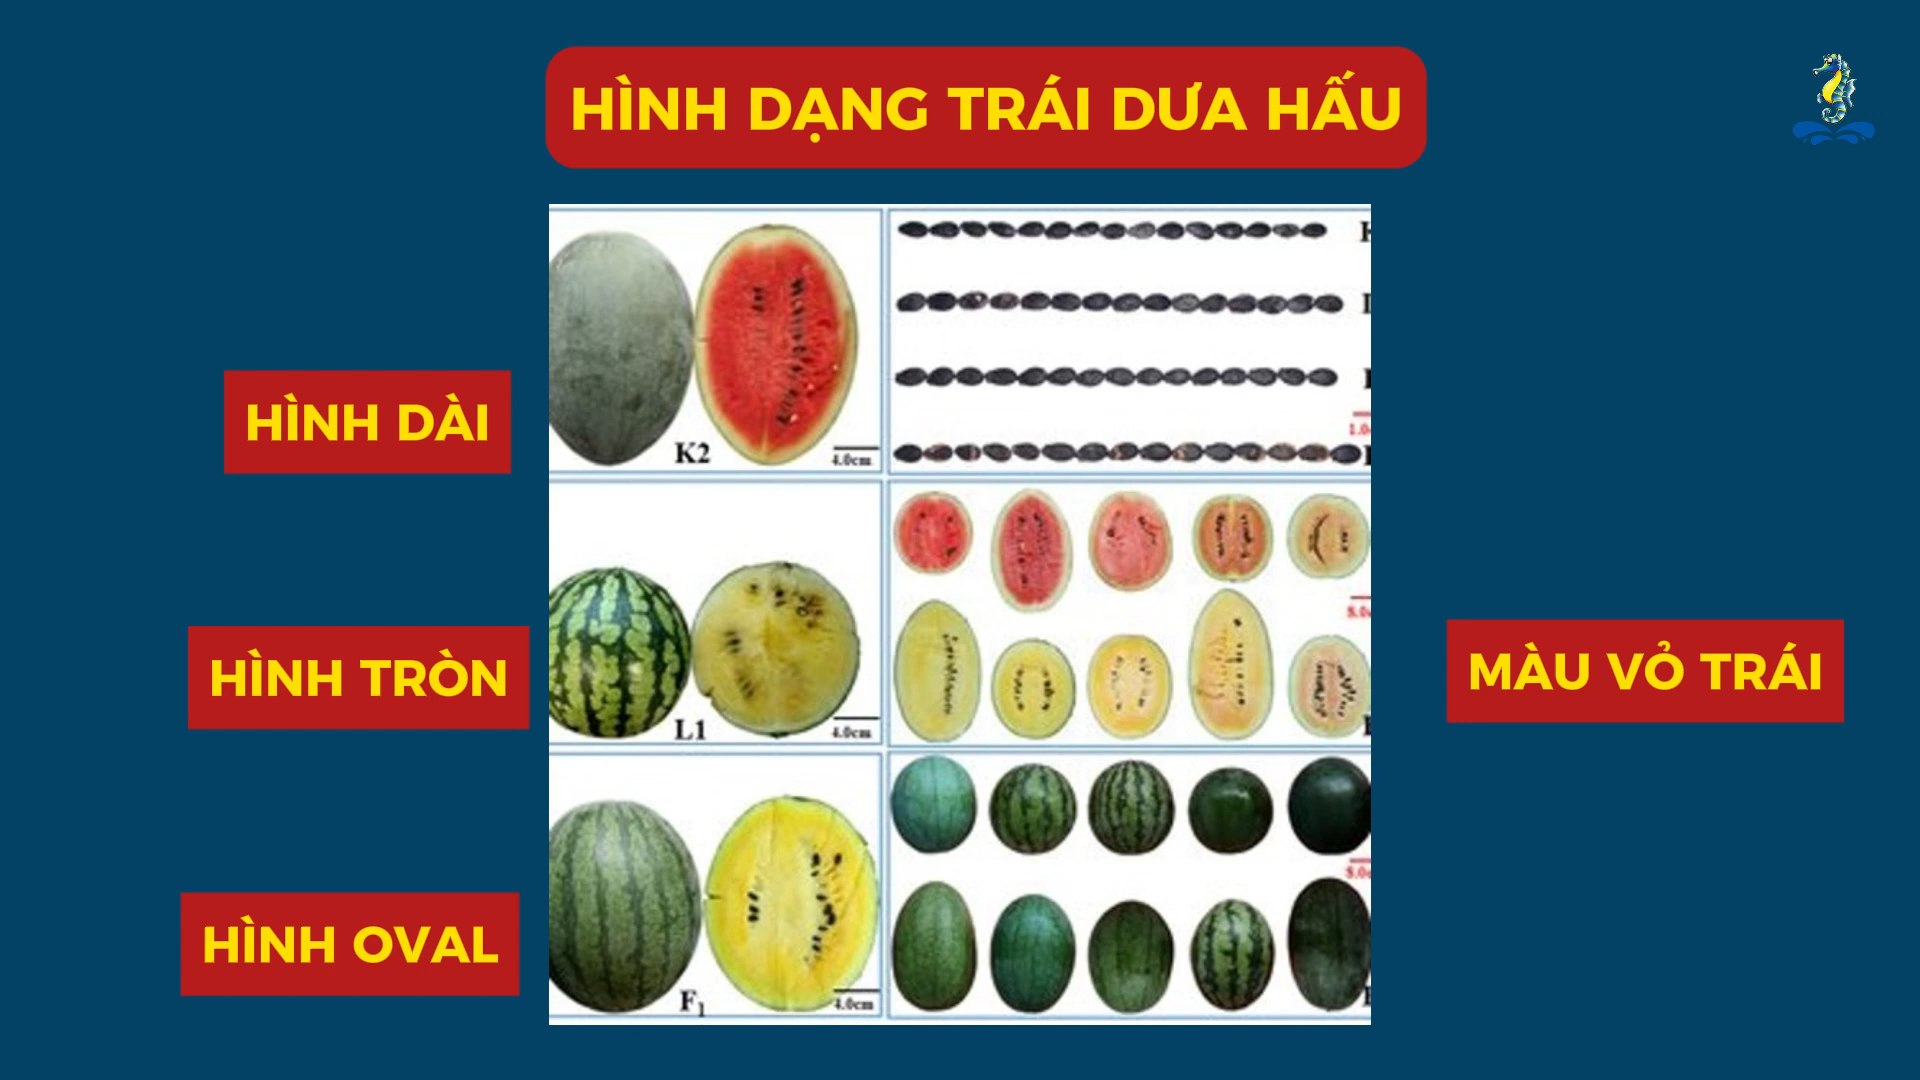 HÌNH DẠNG TRÁI DƯA HẤU
HÌNH DÀI
K2
4.0cm
HÌNH TRÒN
L1
4.0cm
HÌNH OVAL
F1
4.0cm
MÀU VỎ TRÁI